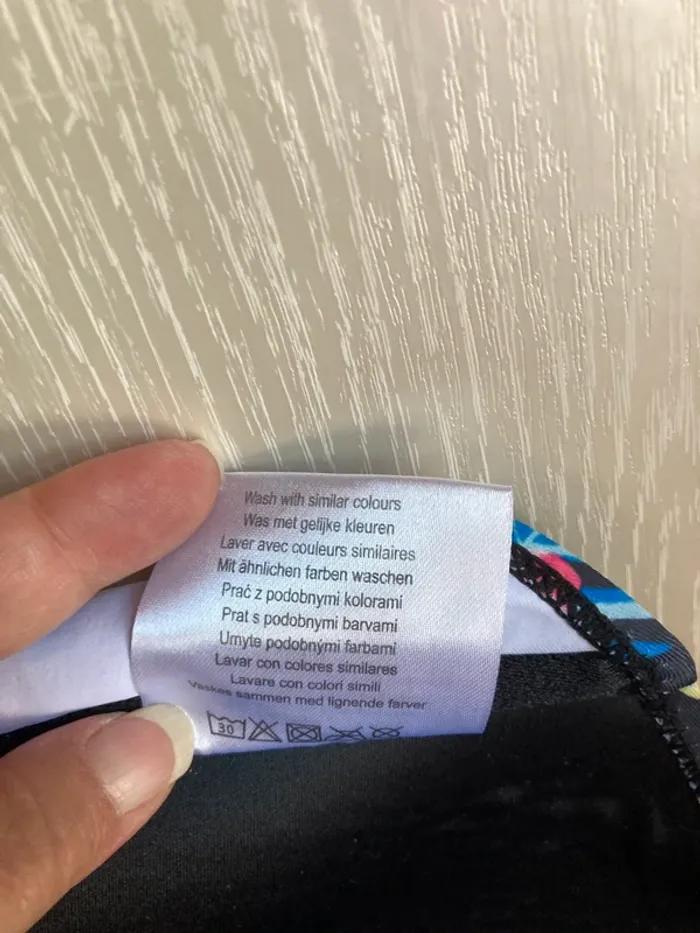 Wash with similar colours
Was met gelijke kleuren
Laver avec couleurs similaires
Mit ähnlichen farben waschen
Prać z podobnymi kolorami
Prat s podobnymi barvami
Umyte podobnými farbami
Lavar con colores similares
Lavare con colori simili
Vaskes sammen med lignende farver
30